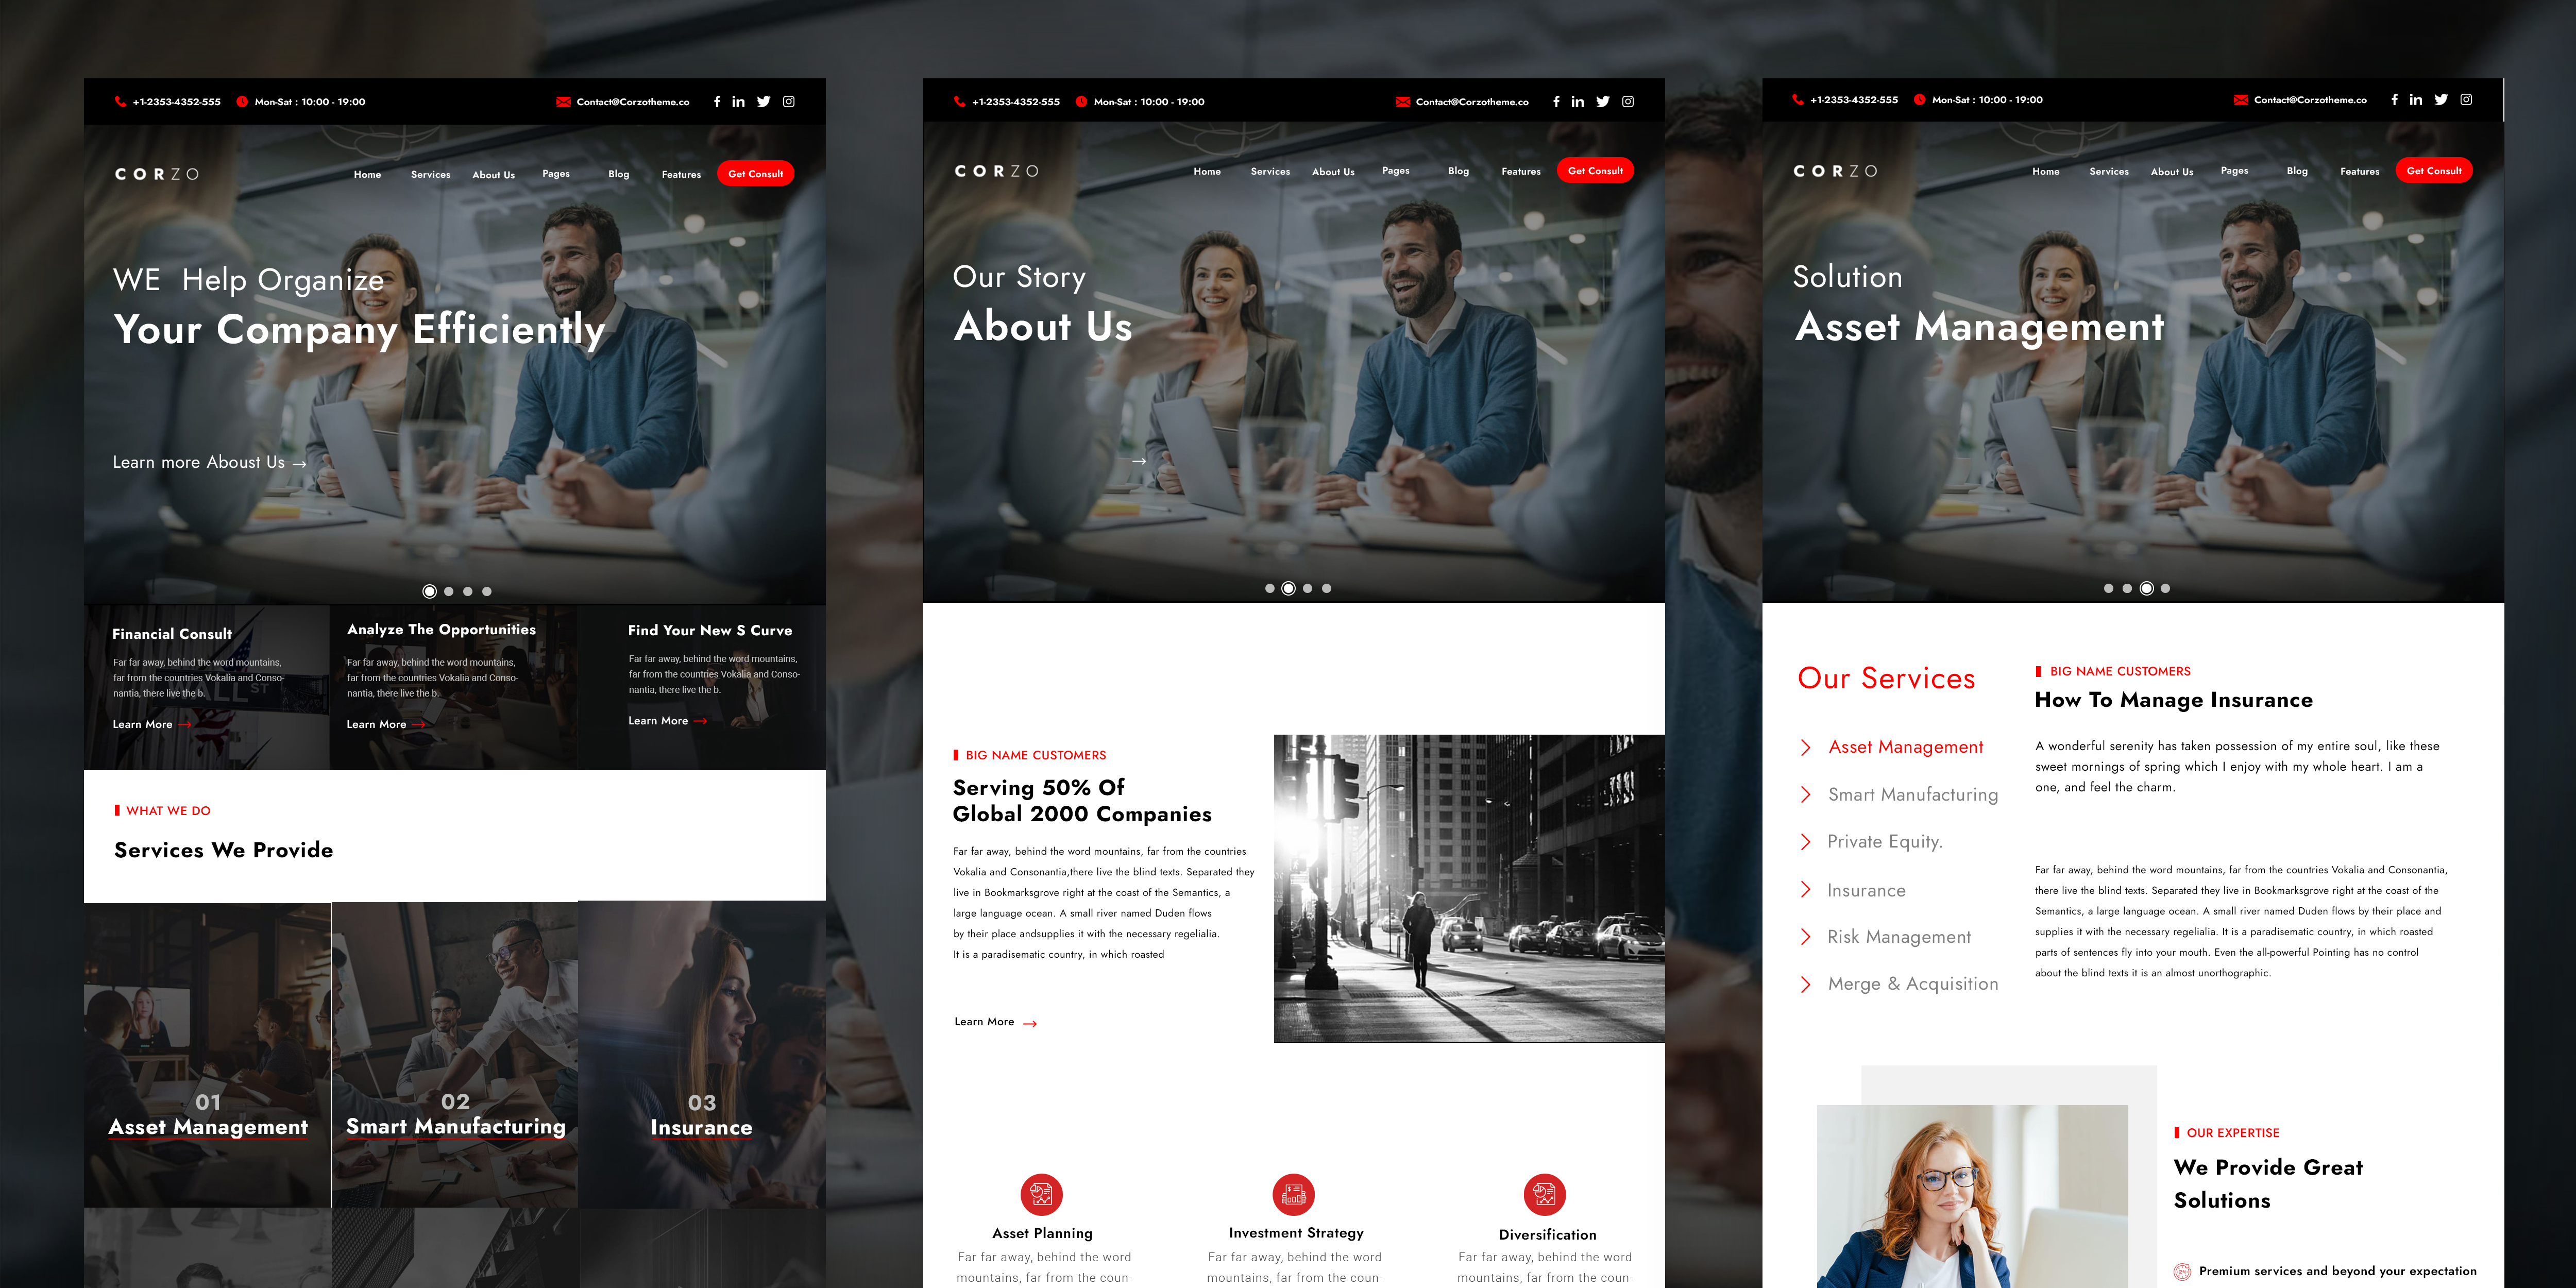 +1-2353-4352-555 Mon-Sat : 10:00 - 19:00 Contact@Corzotheme.co
CORZO Home Services About Us Pages Blog Features Get Consult
WE Help Organize
Your Company Efficiently
Learn more Aboust Us
Financial Consult
Far far away, behind the word mountains,
far from the countries Vokalia and Conso-
nantia, there live the b.
Learn More
Analyze The Opportunities
Far far away, behind the word mountains,
far from the countries Vokalia and Conso-
nantia, there live the b.
Learn More
Find Your New S Curve
Far far away, behind the word mountains,
far from the countries Vokalia and Conso-
nantia, there live the b.
Learn More
WALL ST
WHAT WE DO
Services We Provide
01
Asset Management
02
Smart Manufacturing
03
Insurance
+1-2353-4352-555 Mon-Sat : 10:00 - 19:00 Contact@Corzotheme.co
CORZO Home Services About Us Pages Blog Features Get Consult
Our Story
About Us
BIG NAME CUSTOMERS
Serving 50% Of
Global 2000 Companies
Far far away, behind the word mountains, far from the countries
Vokalia and Consonantia,there live the blind texts. Separated they
live in Bookmarksgrove right at the coast of the Semantics, a
large language ocean. A small river named Duden flows
by their place andsupplies it with the necessary regelialia.
It is a paradisematic country, in which roasted
Learn More
Asset Planning
Far far away, behind the word
mountains, far from the coun-
Investment Strategy
Far far away, behind the word
mountains, far from the coun-
Diversification
Far far away, behind the word
mountains, far from the coun-
+1-2353-4352-555 Mon-Sat : 10:00 - 19:00 Contact@Corzotheme.co
CORZO Home Services About Us Pages Blog Features Get Consult
Solution
Asset Management
Our Services
Asset Management
Smart Manufacturing
Private Equity.
Insurance
Risk Management
Merge & Acquisition
BIG NAME CUSTOMERS
How To Manage Insurance
A wonderful serenity has taken possession of my entire soul, like these
sweet mornings of spring which I enjoy with my whole heart. I am a
one, and feel the charm.
Far far away, behind the word mountains, far from the countries Vokalia and Consonantia,
there live the blind texts. Separated they live in Bookmarksgrove right at the coast of the
Semantics, a large language ocean. A small river named Duden flows by their place and
supplies it with the necessary regelialia. It is a paradisematic country, in which roasted
parts of sentences fly into your mouth. Even the all-powerful Pointing has no control
about the blind texts it is an almost unorthographic.
OUR EXPERTISE
We Provide Great
Solutions
Premium services and beyond your expectation